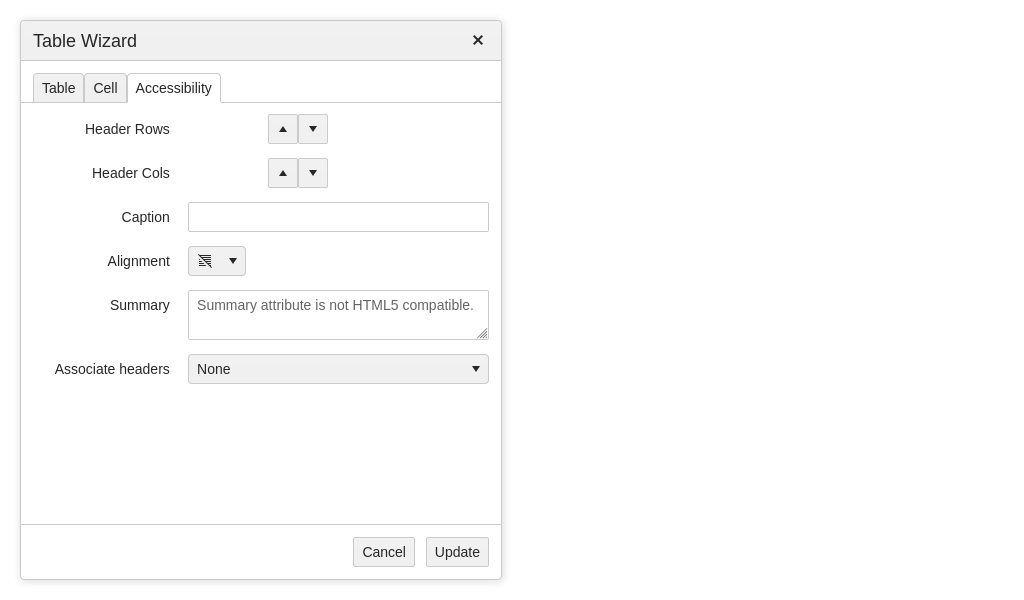 Table Wizard
Table Cell Accessibility
Header Rows
Header Cols
Caption
Alignment
Summary Summary attribute is not HTML5 compatible.
Associate headers None
Cancel Update